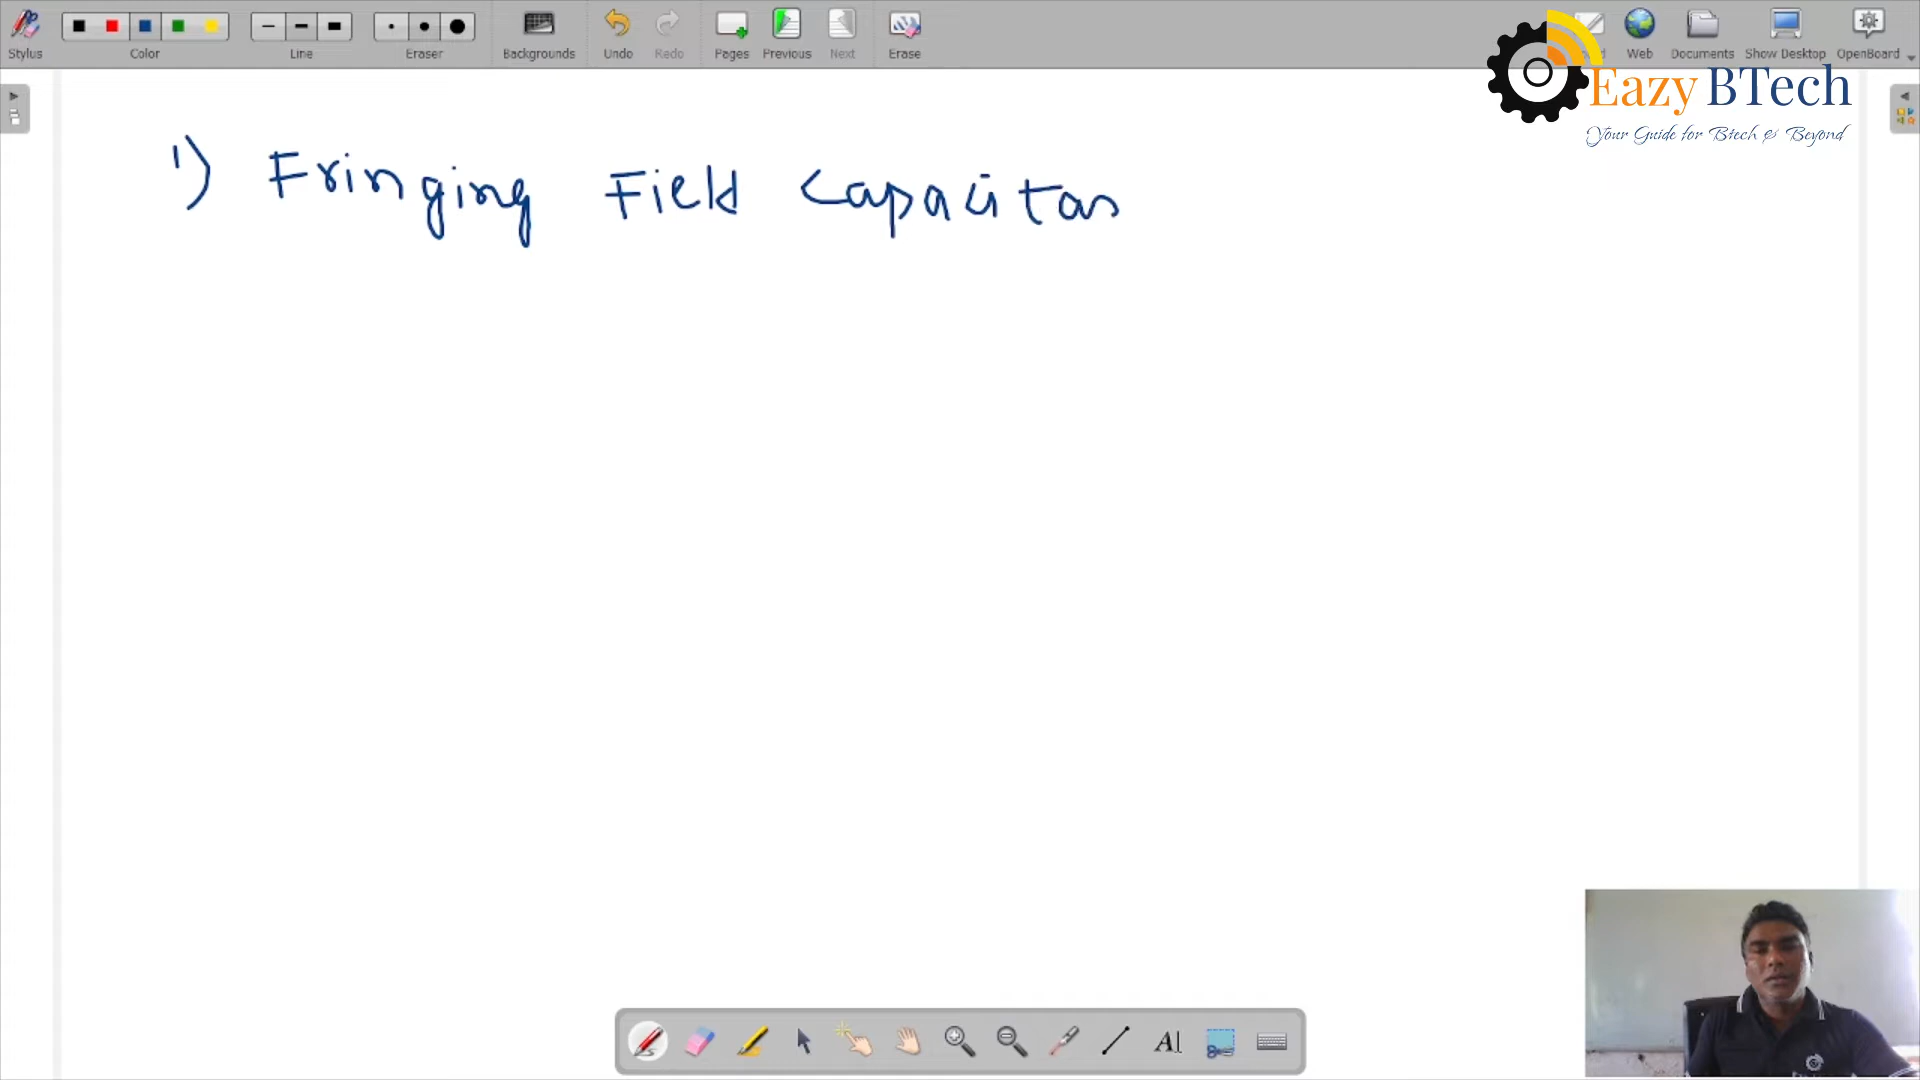 Stylus Color Line Eraser Backgrounds Undo Redo Pages Previous Next Erase Web Documents Show Desktop OpenBoard
Eazy BTech
Your Guide for Btech & Beyond
1) Fringing Field Capacitor